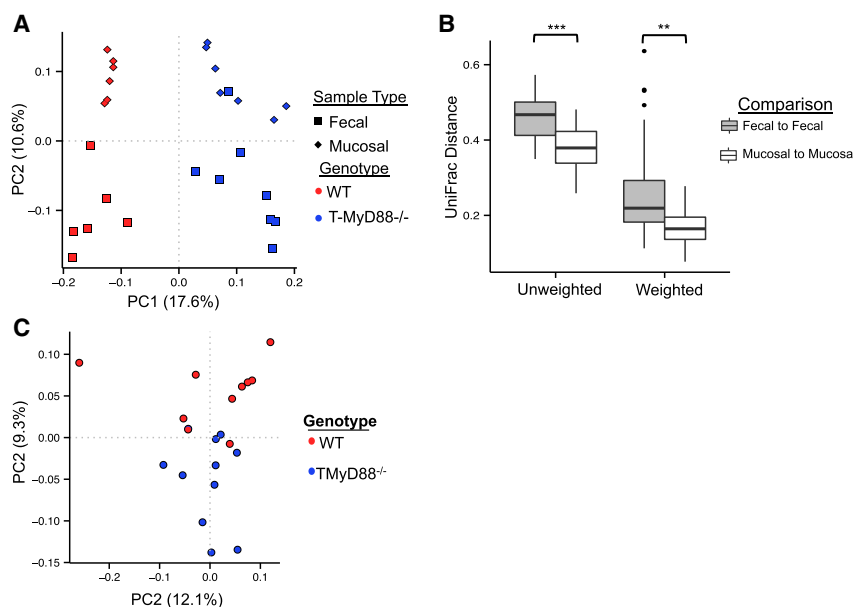 A
PC2 (10.6%)
0.1
0.0
−0.1
−0.2
−0.1
0.0
0.1
0.2
PC1 (17.6%)
Sample Type
Fecal
Mucosal
Genotype
WT
T-MyD88-/-
B
UniFrac Distance
0.6
0.4
0.2
***
**
Unweighted
Weighted
Comparison
Fecal to Fecal
Mucosal to Mucosa
C
PC2 (9.3%)
0.10
0.05
0.00
−0.05
−0.10
−0.15
−0.2
−0.1
0.0
0.1
PC2 (12.1%)
Genotype
WT
TMyD88-/-